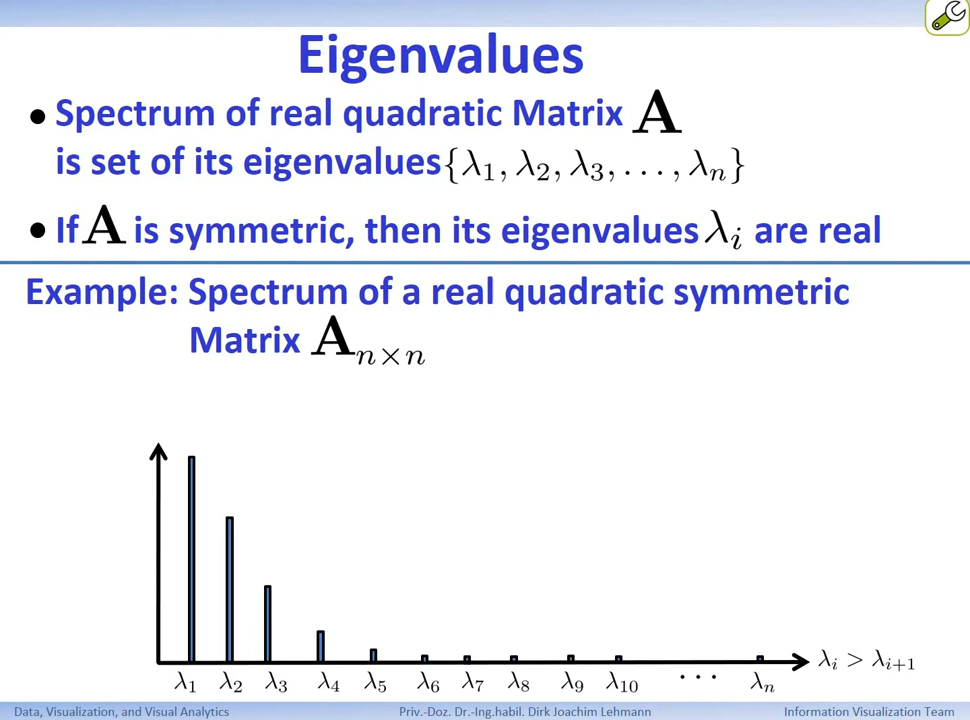 Eigenvalues
• Spectrum of real quadratic Matrix A
is set of its eigenvalues {λ₁, λ₂, λ₃, . . . , λₙ}
• If A is symmetric, then its eigenvalues λᵢ are real
Example: Spectrum of a real quadratic symmetric
Matrix Aₙ×ₙ
λᵢ > λᵢ₊₁
λ₁ λ₂ λ₃ λ₄ λ₅ λ₆ λ₇ λ₈ λ₉ λ₁₀ · · · λₙ
Data, Visualization, and Visual Analytics Priv.-Doz. Dr.-Ing.habil. Dirk Joachim Lehmann Information Visualization Team